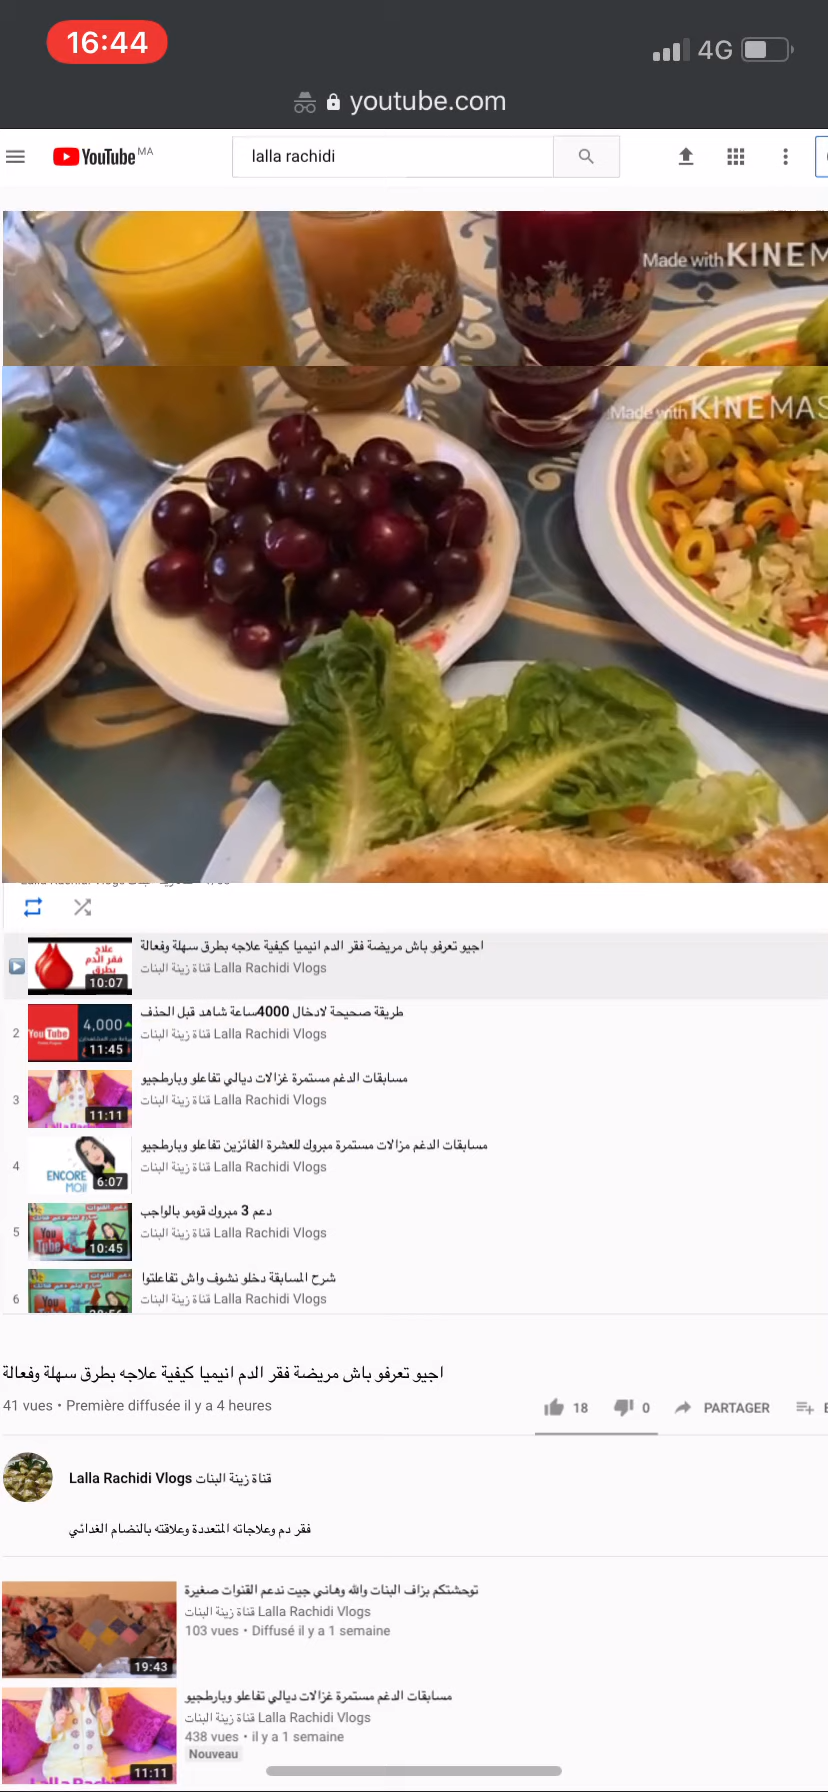 16:44
4G
youtube.com
YouTube MA
lalla rachidi
Made with KINEM
Made with KINEMAS
علاج
فقر الدم
بطرق
10:07
اجيو تعرفو باش مريضة فقر الدم انيميا كيفية علاجه بطرق سهلة وفعالة
Lalla Rachidi Vlogs قناة زينة البنات
2
You Tube
4,000
11:45
طريقة صحيحة لادخال 4000ساعة شاهد قبل الحذف
Lalla Rachidi Vlogs قناة زينة البنات
3
11:11
مسابقات الدغم مستمرة غزالات ديالي تفاعلو وبارطجيو
Lalla Rachidi Vlogs قناة زينة البنات
4
ENCORE
MOI!
6:07
مسابقات الدغم مزالات مستمرة مبروك للعشرة الفائزين تفاعلو وبارطجيو
Lalla Rachidi Vlogs قناة زينة البنات
5
You
Tube
10:45
دعم 3 مبروك قومو بالواجب
Lalla Rachidi Vlogs قناة زينة البنات
6
شرح المسابقة دخلو نشوف واش تفاعلتوا
Lalla Rachidi Vlogs قناة زينة البنات
اجيو تعرفو باش مريضة فقر الدم انيميا كيفية علاجه بطرق سهلة وفعالة
41 vues • Première diffusée il y a 4 heures
18
0
PARTAGER
Lalla Rachidi Vlogs قناة زينة البنات
فقر دم وعلاجاته المتعددة وعلاقته بالنضام الغدائي
19:43
توحشتكم بزاف البنات والله وهاني جيت ندعم القنوات صغيرة
Lalla Rachidi Vlogs قناة زينة البنات
103 vues • Diffusé il y a 1 semaine
11:11
مسابقات الدغم مستمرة غزالات ديالي تفاعلو وبارطجيو
Lalla Rachidi Vlogs قناة زينة البنات
438 vues • il y a 1 semaine
Nouveau